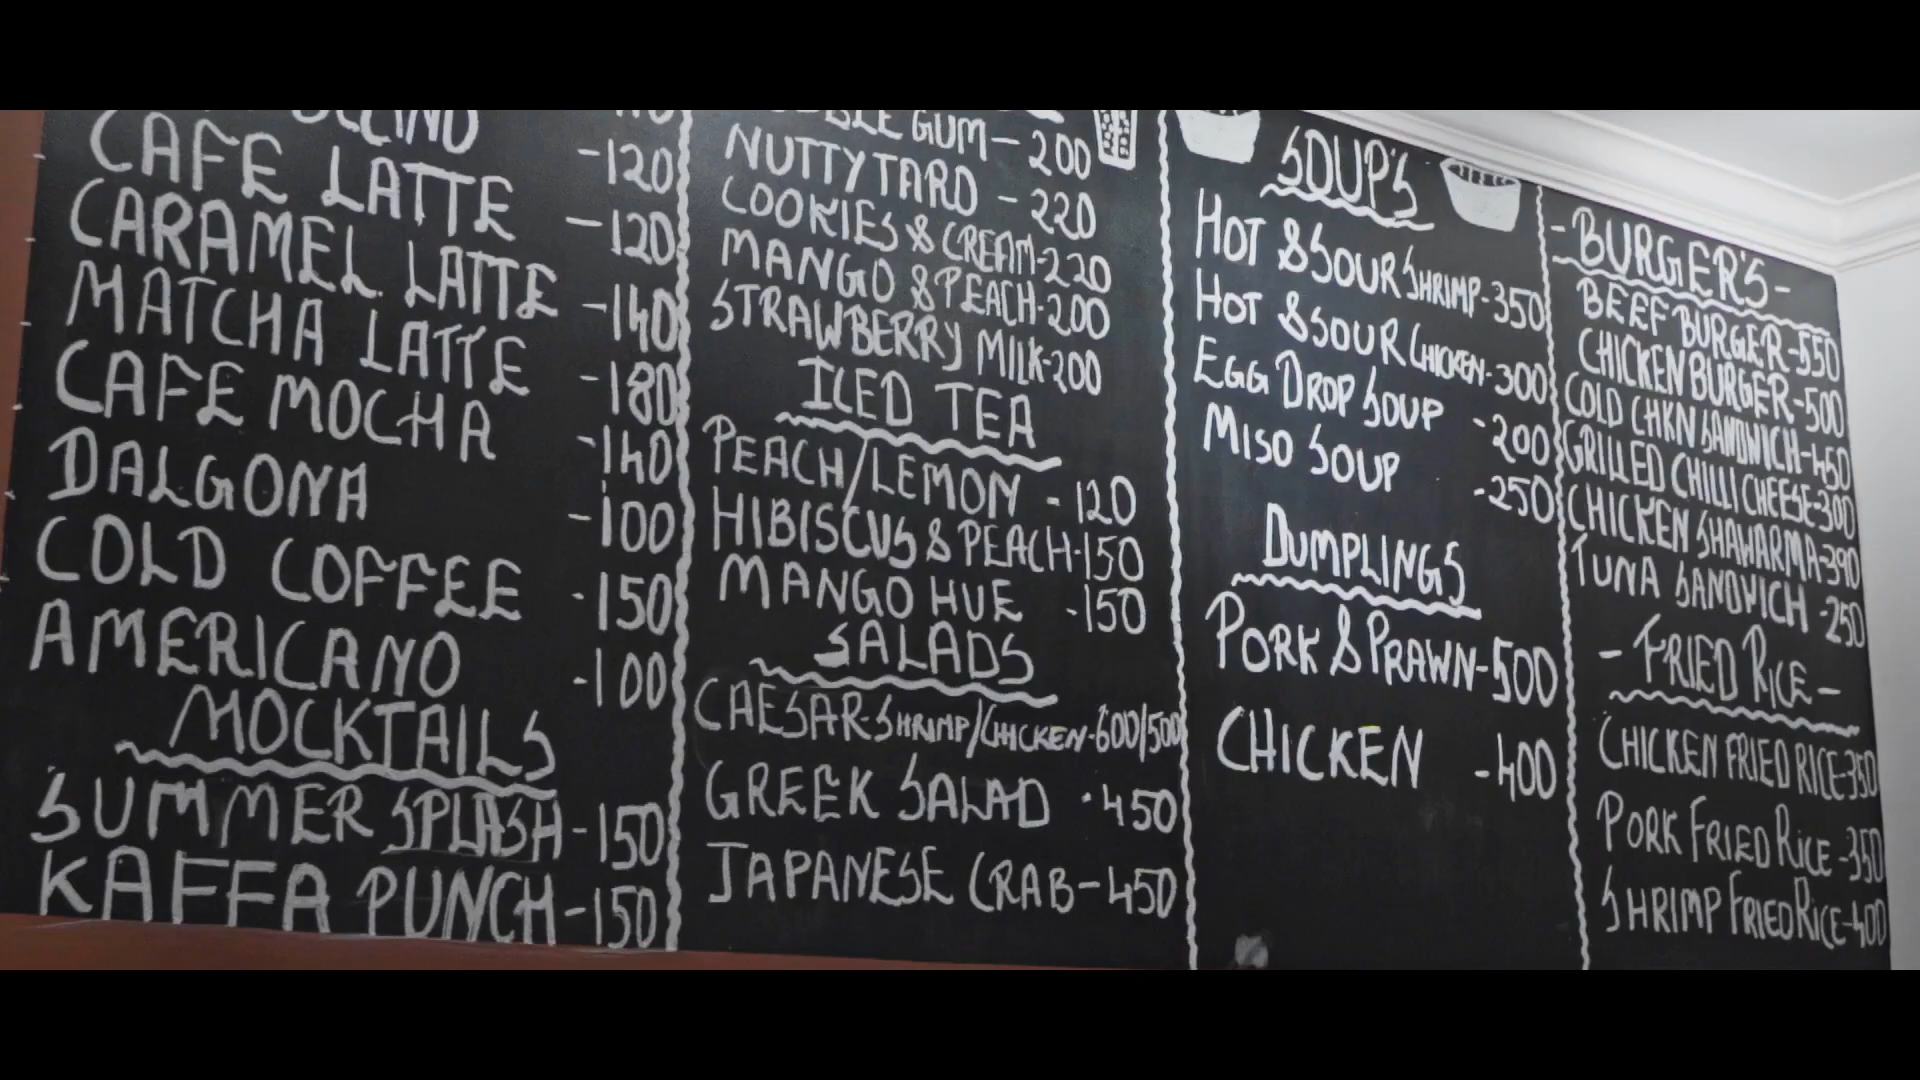 CAFE LATTE -120
CARAMEL LATTE -120
MATCHA LATTE -140
CAFE MOCHA -180
DALGONA -140
COLD COFFEE -100
AMERICANO -150
-100
MOCKTAILS
SUMMER SPLASH -150
KAFFA PUNCH -150
GUM - 200
NUTTY TARD - 220
COOKIES & CREAM-220
MANGO & PEACH-200
STRAWBERRY MILK-200
ICED TEA
PEACH/LEMON - 120
HIBISCUS & PEACH-150
MANGO HUE -150
SALADS
CAESAR-SHRIMP/CHICKEN-600/500
GREEK SALAD -450
JAPANESE CRAB-450
SOUP'S
HOT & SOUR SHRIMP-350
HOT & SOUR CHICKEN-300
EGG DROP SOUP -200
MISO SOUP -250
DUMPLINGS
PORK & PRAWN-500
CHICKEN -400
-BURGER'S-
BEEF BURGER-550
CHICKEN BURGER-500
COLD CHKN SANDWICH-450
GRILLED CHILLI CHEESE-300
CHICKEN SHAWARMA-390
TUNA SANDWICH -250
-FRIED RICE-
CHICKEN FRIED RICE-350
PORK FRIED RICE-350
SHRIMP FRIED RICE-400